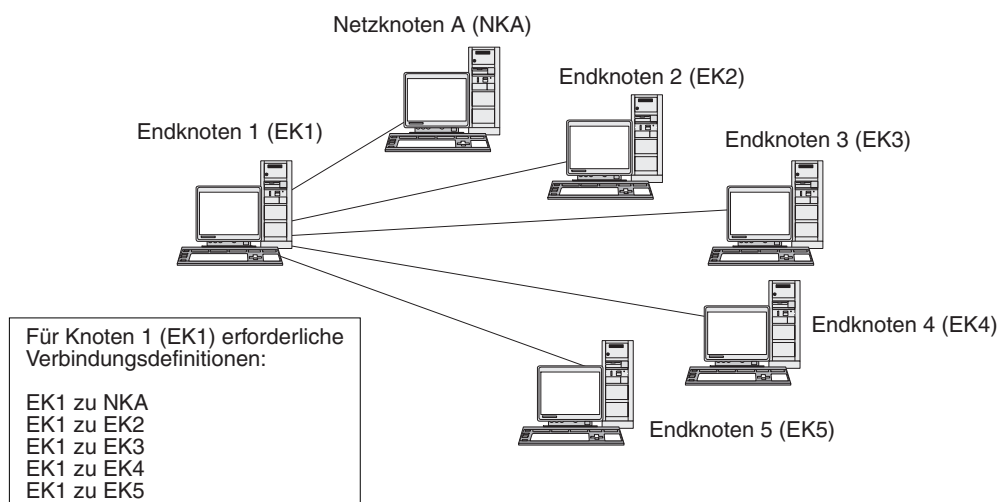 Netzknoten A (NKA)
Endknoten 2 (EK2)
Endknoten 1 (EK1)
Endknoten 3 (EK3)
Endknoten 4 (EK4)
Endknoten 5 (EK5)
Für Knoten 1 (EK1) erforderliche
Verbindungsdefinitionen:
EK1 zu NKA
EK1 zu EK2
EK1 zu EK3
EK1 zu EK4
EK1 zu EK5